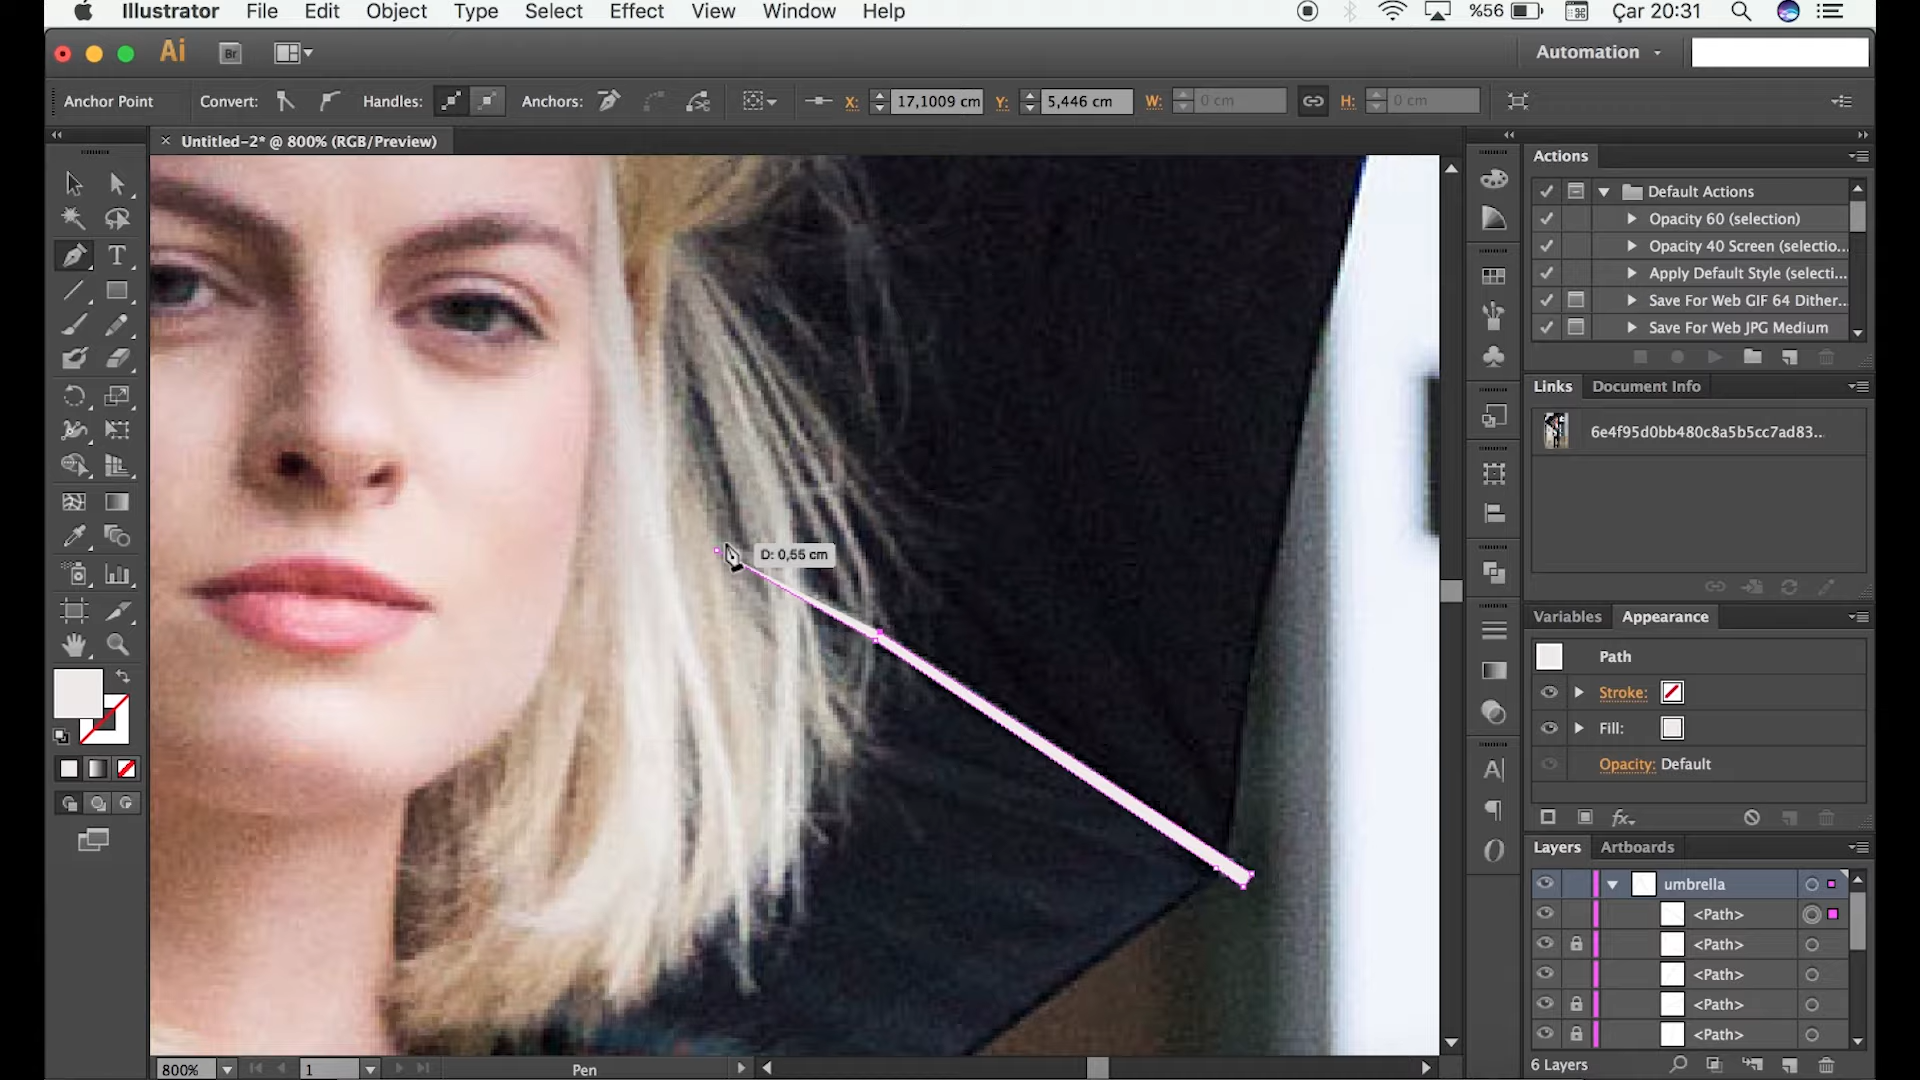 Illustrator File Edit Object Type Select Effect View Window Help %56 Çar 20:31
Ai Br Automation
Anchor Point Convert: Handles: Anchors: X: 17,1009 cm Y: 5,446 cm W: 0 cm H: 0 cm
Untitled-2* @ 800% (RGB/Preview)
Actions
Default Actions
Opacity 60 (selection)
Opacity 40 Screen (selectio...
Apply Default Style (selecti...
Save For Web GIF 64 Dither...
Save For Web JPG Medium
Links Document Info
6e4f95d0bb480c8a5b5cc7ad83...
D: 0,55 cm
Variables Appearance
Path
Stroke:
Fill:
Opacity: Default
fx
Layers Artboards
umbrella
<Path>
<Path>
<Path>
<Path>
<Path>
6 Layers
800% 1 Pen